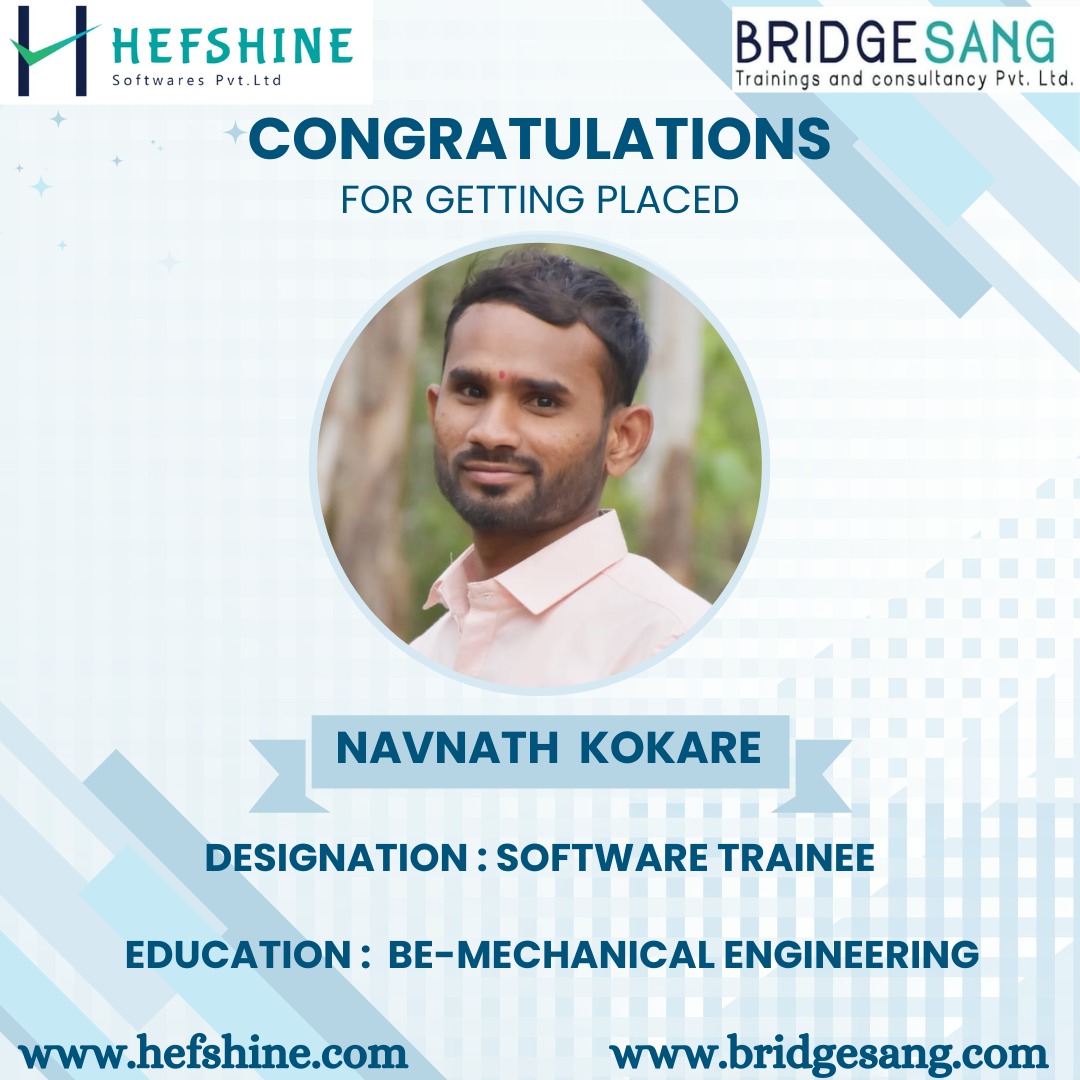 HEFSHINE
Softwares Pvt.Ltd
BRIDGESANG
Trainings and consultancy Pvt. Ltd.
CONGRATULATIONS
FOR GETTING PLACED
NAVNATH KOKARE
DESIGNATION : SOFTWARE TRAINEE
EDUCATION : BE-MECHANICAL ENGINEERING
www.hefshine.com
www.bridgesang.com